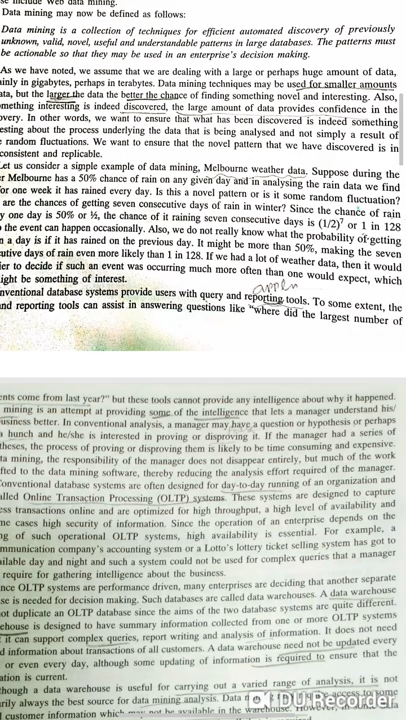 se include web data mining.
Data mining may now be defined as follows:
Data mining is a collection of techniques for efficient automated discovery of previously
unknown, valid, novel, useful and understandable patterns in large databases. The patterns must
be actionable so that they may be used in an enterprise's decision making.
As we have noted, we assume that we are dealing with a large or perhaps huge amount of data,
ainly in gigabytes, perhaps in terabytes. Data mining techniques may be used for smaller amounts
ata, but the larger the data the better the chance of finding something novel and interesting. Also,
omething interesting is indeed discovered, the large amount of data provides confidence in the
overy. In other words, we want to ensure that what has been discovered is indeed something
esting about the process underlying the data that is being analysed and not simply a result of
e random fluctuations. We want to ensure that the novel pattern that we have discovered is in
consistent and replicable.
Let us consider a simple example of data mining, Melbourne weather data. Suppose during the
er Melbourne has a 50% chance of rain on any given day and in analysing the rain data we find
for one week it has rained every day. Is this a novel pattern or is it some random fluctuation?
are the chances of getting seven consecutive days of rain in winter? Since the chance of rain
y one day is 50% or ½, the chance of it raining seven consecutive days is (1/2)⁷ or 1 in 128
the event can happen occasionally. Also, we do not really know what the probability of getting
n a day is if it has rained on the previous day. It might be more than 50%, making the seven
utive days of rain even more likely than 1 in 128. If we had a lot of weather data, then it would
ier to decide if such an event was occurring much more often than one would expect, which
ight be something of interest.
nventional database systems provide users with query and reporting tools. To some extent, the
nd reporting tools can assist in answering questions like "where did the largest number of
ents come from last year?" but these tools cannot provide any intelligence about why it happened.
mining is an attempt at providing some of the intelligence that lets a manager understand his/
usiness better. In conventional analysis, a manager may have a question or hypothesis or perhaps
a hunch and he/she is interested in proving or disproving it. If the manager had a series of
theses, the process of proving or disproving them is likely to be time consuming and expensive.
ta mining, the responsibility of the manager does not disappear entirely, but much of the work
fted to the data mining software, thereby reducing the analysis effort required of the manager.
Conventional database systems are often designed for day-to-day running of an organization and
alled Online Transaction Processing (OLTP) systems. These systems are designed to capture
ess transactions online and are optimized for high throughput, a high level of availability and
me cases high security of information. Since the operation of an enterprise depends on the
ng of such operational OLTP systems, high availability is essential. For example, a
mmunication company's accounting system or a Lotto's lottery ticket selling system has got to
ailable day and night and such a system could not be used for complex queries that a manager
require for gathering intelligence about the business.
nce OLTP systems are performance driven, many enterprises are deciding that another separate
se is needed for decision making. Such databases are called data warehouses. A data warehouse
ot duplicate an OLTP database since the aims of the two database systems are quite different.
ehouse is designed to have summary information collected from one or more OLTP systems
it can support complex queries, report writing and analysis of information. It does not need
d information about transactions of all customers. A data warehouse need not be updated every
or even every day, although some updating of information is required to ensure that the
ation is current.
though a data warehouse is useful for carrying out a varied range of analysis, it is not
rily always the best source for data mining analysis. Data access to some
DU Recorder
l customer information which may not be available in the warehouse. However, in some